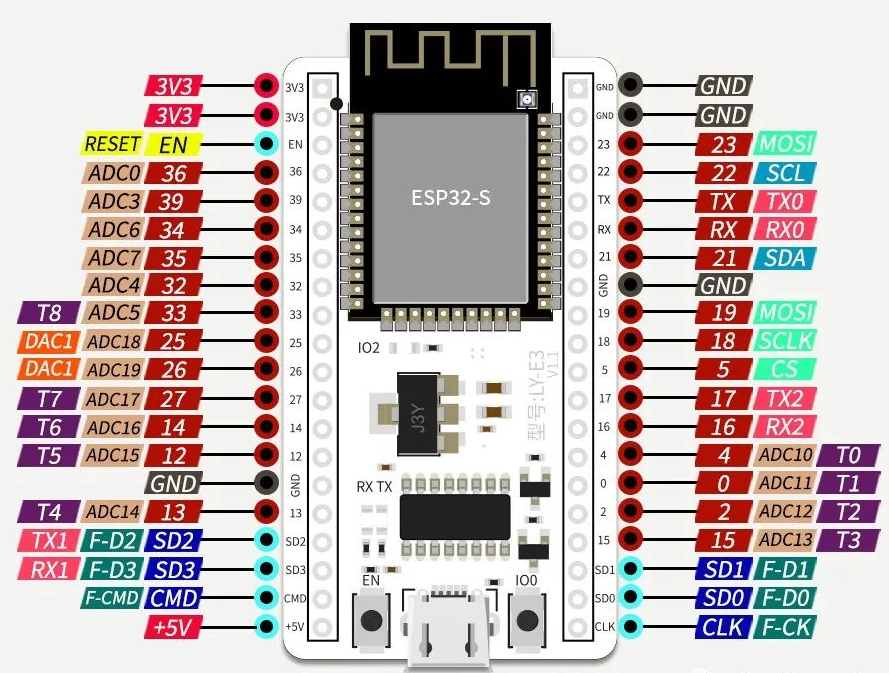 3V3 3V3 GND GND
3V3 3V3 GND GND
RESET EN EN 23 23 MOSI
ADC0 36 36 22 22 SCL
ADC3 39 39 TX TX TX0
ESP32-S
ADC6 34 34 RX RX RX0
ADC7 35 35 21 21 SDA
ADC4 32 32 GND GND
T8 ADC5 33 33 19 19 MOSI
DAC1 ADC18 25 25 18 18 SCLK
IO2
DAC1 ADC19 26 26 5 5 CS
T7 ADC17 27 27 17 17 TX2
J3Y
型号:LY-E3
V1.1
T6 ADC16 14 14 16 16 RX2
T5 ADC15 12 12 4 4 ADC10 T0
GND GND 0 0 ADC11 T1
RX TX
T4 ADC14 13 13 2 2 ADC12 T2
TX1 F-D2 SD2 SD2 15 15 ADC13 T3
RX1 F-D3 SD3 SD3 SD1 SD1 F-D1
EN IO0
F-CMD CMD CMD SD0 SD0 F-D0
+5V +5V CLK CLK F-CK